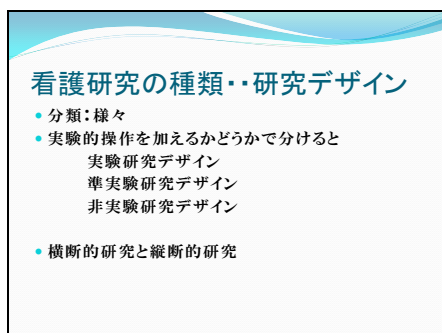 看護研究の種類・・研究デザイン
• 分類:様々
• 実験的操作を加えるかどうかで分けると
実験研究デザイン
準実験研究デザイン
非実験研究デザイン
• 横断的研究と縦断的研究